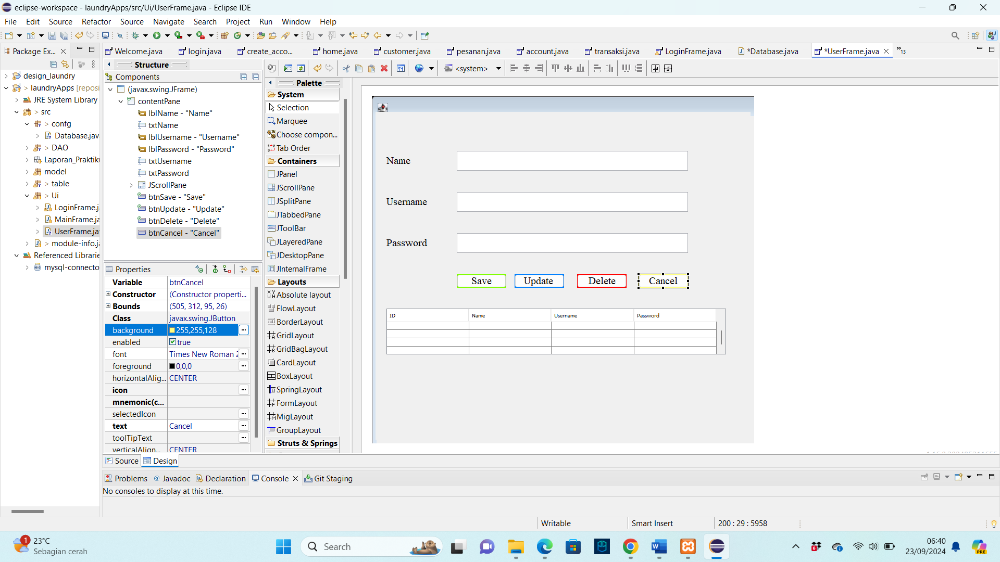 eclipse-workspace - laundryApps/src/Ui/UserFrame.java - Eclipse IDE
File Edit Source Refactor Source Navigate Search Project Run Window Help
Package Ex...
Welcome.java login.java create_acco... home.java customer.java pesanan.java account.java transaksi.java LoginFrame.java *Database.java *UserFrame.java »13
design_laundry
> laundryApps [reposi
JRE System Library
> src
> confg
Database.jav
> DAO
Laporan_Praktiku
model
> table
> Ui
LoginFrame.j
MainFrame.ja
UserFrame.ja
> module-info.j
Referenced Librarie
mysql-connecto
Structure
Components
(javax.swing.JFrame)
contentPane
lblName - "Name"
txtName
lblUsername - "Username"
lblPassword - "Password"
txtUsername
txtPassword
JScrollPane
btnSave - "Save"
btnUpdate - "Update"
btnDelete - "Delete"
btnCancel - "Cancel"
Properties
Variable btnCancel
Constructor (Constructor properti...
Bounds (505, 312, 95, 26)
Class javax.swing.JButton
background 255,255,128
enabled true
font Times New Roman 2
foreground 0,0,0
horizontalAlig... CENTER
icon
mnemonic(c...
selectedIcon
text Cancel
toolTipText
verticalAlign... CENTER
<system>
Palette
System
Selection
Marquee
Choose compon...
Tab Order
Containers
JPanel
JScrollPane
JSplitPane
JTabbedPane
JToolBar
JLayeredPane
JDesktopPane
JInternalFrame
Layouts
Absolute layout
FlowLayout
BorderLayout
GridLayout
GridBagLayout
CardLayout
BoxLayout
SpringLayout
FormLayout
MigLayout
GroupLayout
Struts & Springs
Name
Username
Password
Save Update Delete Cancel
ID Name Username Password
Source Design
Problems Javadoc Declaration Console Git Staging
No consoles to display at this time.
Writable Smart Insert 200 : 29 : 5958
1 23°C
Sebagian cerah
Search
06:40
23/09/2024
PRE